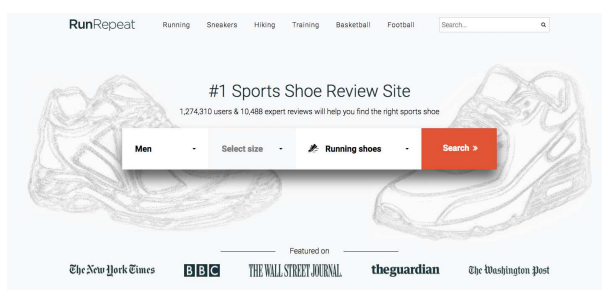 RunRepeat Running Sneakers Hiking Training Basketball Football Search...
#1 Sports Shoe Review Site
1,274,310 users & 10,488 expert reviews will help you find the right sports shoe
Men Select size Running shoes Search »
Featured on
The New York Times BBC THE WALL STREET JOURNAL. theguardian The Washington Post